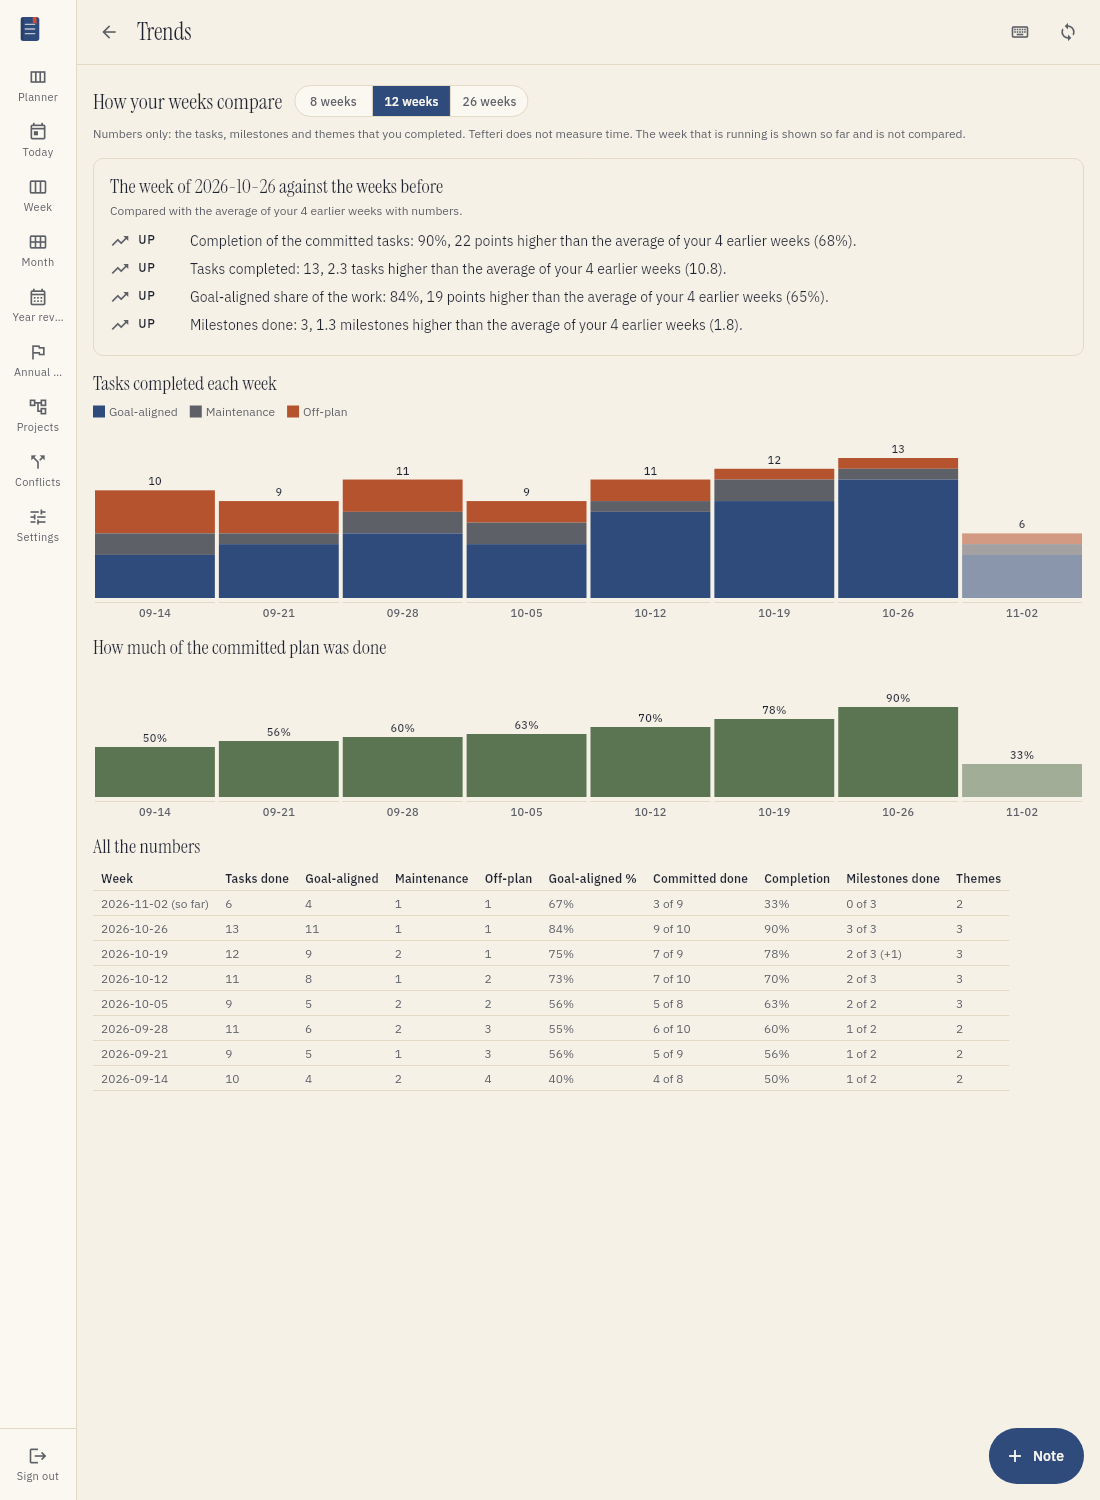 Trends
Planner
Today
Week
Month
Year rev...
Annual ...
Projects
Conflicts
Settings
Sign out
How your weeks compare
8 weeks 12 weeks 26 weeks
Numbers only: the tasks, milestones and themes that you completed. Tefteri does not measure time. The week that is running is shown so far and is not compared.
The week of 2026-10-26 against the weeks before
Compared with the average of your 4 earlier weeks with numbers.
UP Completion of the committed tasks: 90%, 22 points higher than the average of your 4 earlier weeks (68%).
UP Tasks completed: 13, 2.3 tasks higher than the average of your 4 earlier weeks (10.8).
UP Goal-aligned share of the work: 84%, 19 points higher than the average of your 4 earlier weeks (65%).
UP Milestones done: 3, 1.3 milestones higher than the average of your 4 earlier weeks (1.8).
Tasks completed each week
Goal-aligned Maintenance Off-plan
10 9 11 9 11 12 13 6
09-14 09-21 09-28 10-05 10-12 10-19 10-26 11-02
How much of the committed plan was done
50% 56% 60% 63% 70% 78% 90% 33%
09-14 09-21 09-28 10-05 10-12 10-19 10-26 11-02
All the numbers
Week Tasks done Goal-aligned Maintenance Off-plan Goal-aligned % Committed done Completion Milestones done Themes
2026-11-02 (so far) 6 4 1 1 67% 3 of 9 33% 0 of 3 2
2026-10-26 13 11 1 1 84% 9 of 10 90% 3 of 3 3
2026-10-19 12 9 2 1 75% 7 of 9 78% 2 of 3 (+1) 3
2026-10-12 11 8 1 2 73% 7 of 10 70% 2 of 3 3
2026-10-05 9 5 2 2 56% 5 of 8 63% 2 of 2 3
2026-09-28 11 6 2 3 55% 6 of 10 60% 1 of 2 2
2026-09-21 9 5 1 3 56% 5 of 9 56% 1 of 2 2
2026-09-14 10 4 2 4 40% 4 of 8 50% 1 of 2 2
Note